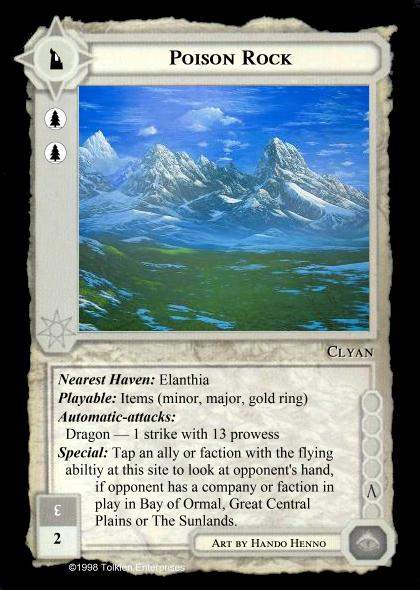 Poison Rock
Clyan
Nearest Haven: Elanthia
Playable: Items (minor, major, gold ring)
Automatic-attacks:
Dragon — 1 strike with 13 prowess
Special: Tap an ally or faction with the flying
abiltiy at this site to look at opponent's hand,
if opponent has a company or faction in
play in Bay of Ormal, Great Central
Plains or The Sunlands.
ε
2
Λ
Art by Hando Henno
©1998 Tolkien Enterprises